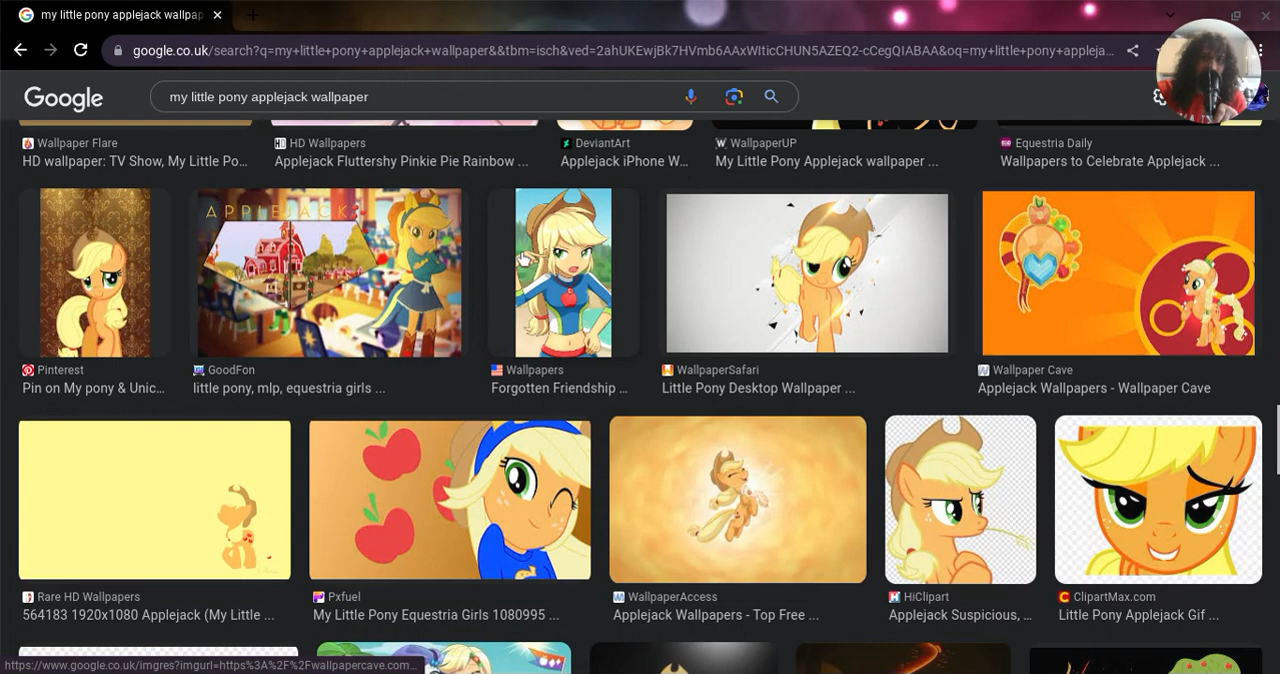 my little pony applejack wallpap
google.co.uk/search?q=my+little+pony+applejack+wallpaper&&tbm=isch&ved=2ahUKEwjBk7HVmb6AAxWIticCHUN5AZEQ2-cCegQIABAA&oq=my+little+pony+appleja...
Google
my little pony applejack wallpaper
Wallpaper Flare
HD wallpaper: TV Show, My Little Po...
HD Wallpapers
Applejack Fluttershy Pinkie Pie Rainbow ...
DeviantArt
Applejack iPhone W...
WallpaperUP
My Little Pony Applejack wallpaper ...
Equestria Daily
Wallpapers to Celebrate Applejack ...
APPLEJACK
Pinterest
Pin on My pony & Unic...
GoodFon
little pony, mlp, equestria girls ...
Wallpapers
Forgotten Friendship ...
WallpaperSafari
Little Pony Desktop Wallpaper ...
Wallpaper Cave
Applejack Wallpapers - Wallpaper Cave
Rare HD Wallpapers
564183 1920x1080 Applejack (My Little ...
Pxfuel
My Little Pony Equestria Girls 1080995 ...
WallpaperAccess
Applejack Wallpapers - Top Free ...
HiClipart
Applejack Suspicious, ...
ClipartMax.com
Little Pony Applejack Gif ...
https://www.google.co.uk/imgres?imgurl=https%3A%2F%2Fwallpapercave.com...